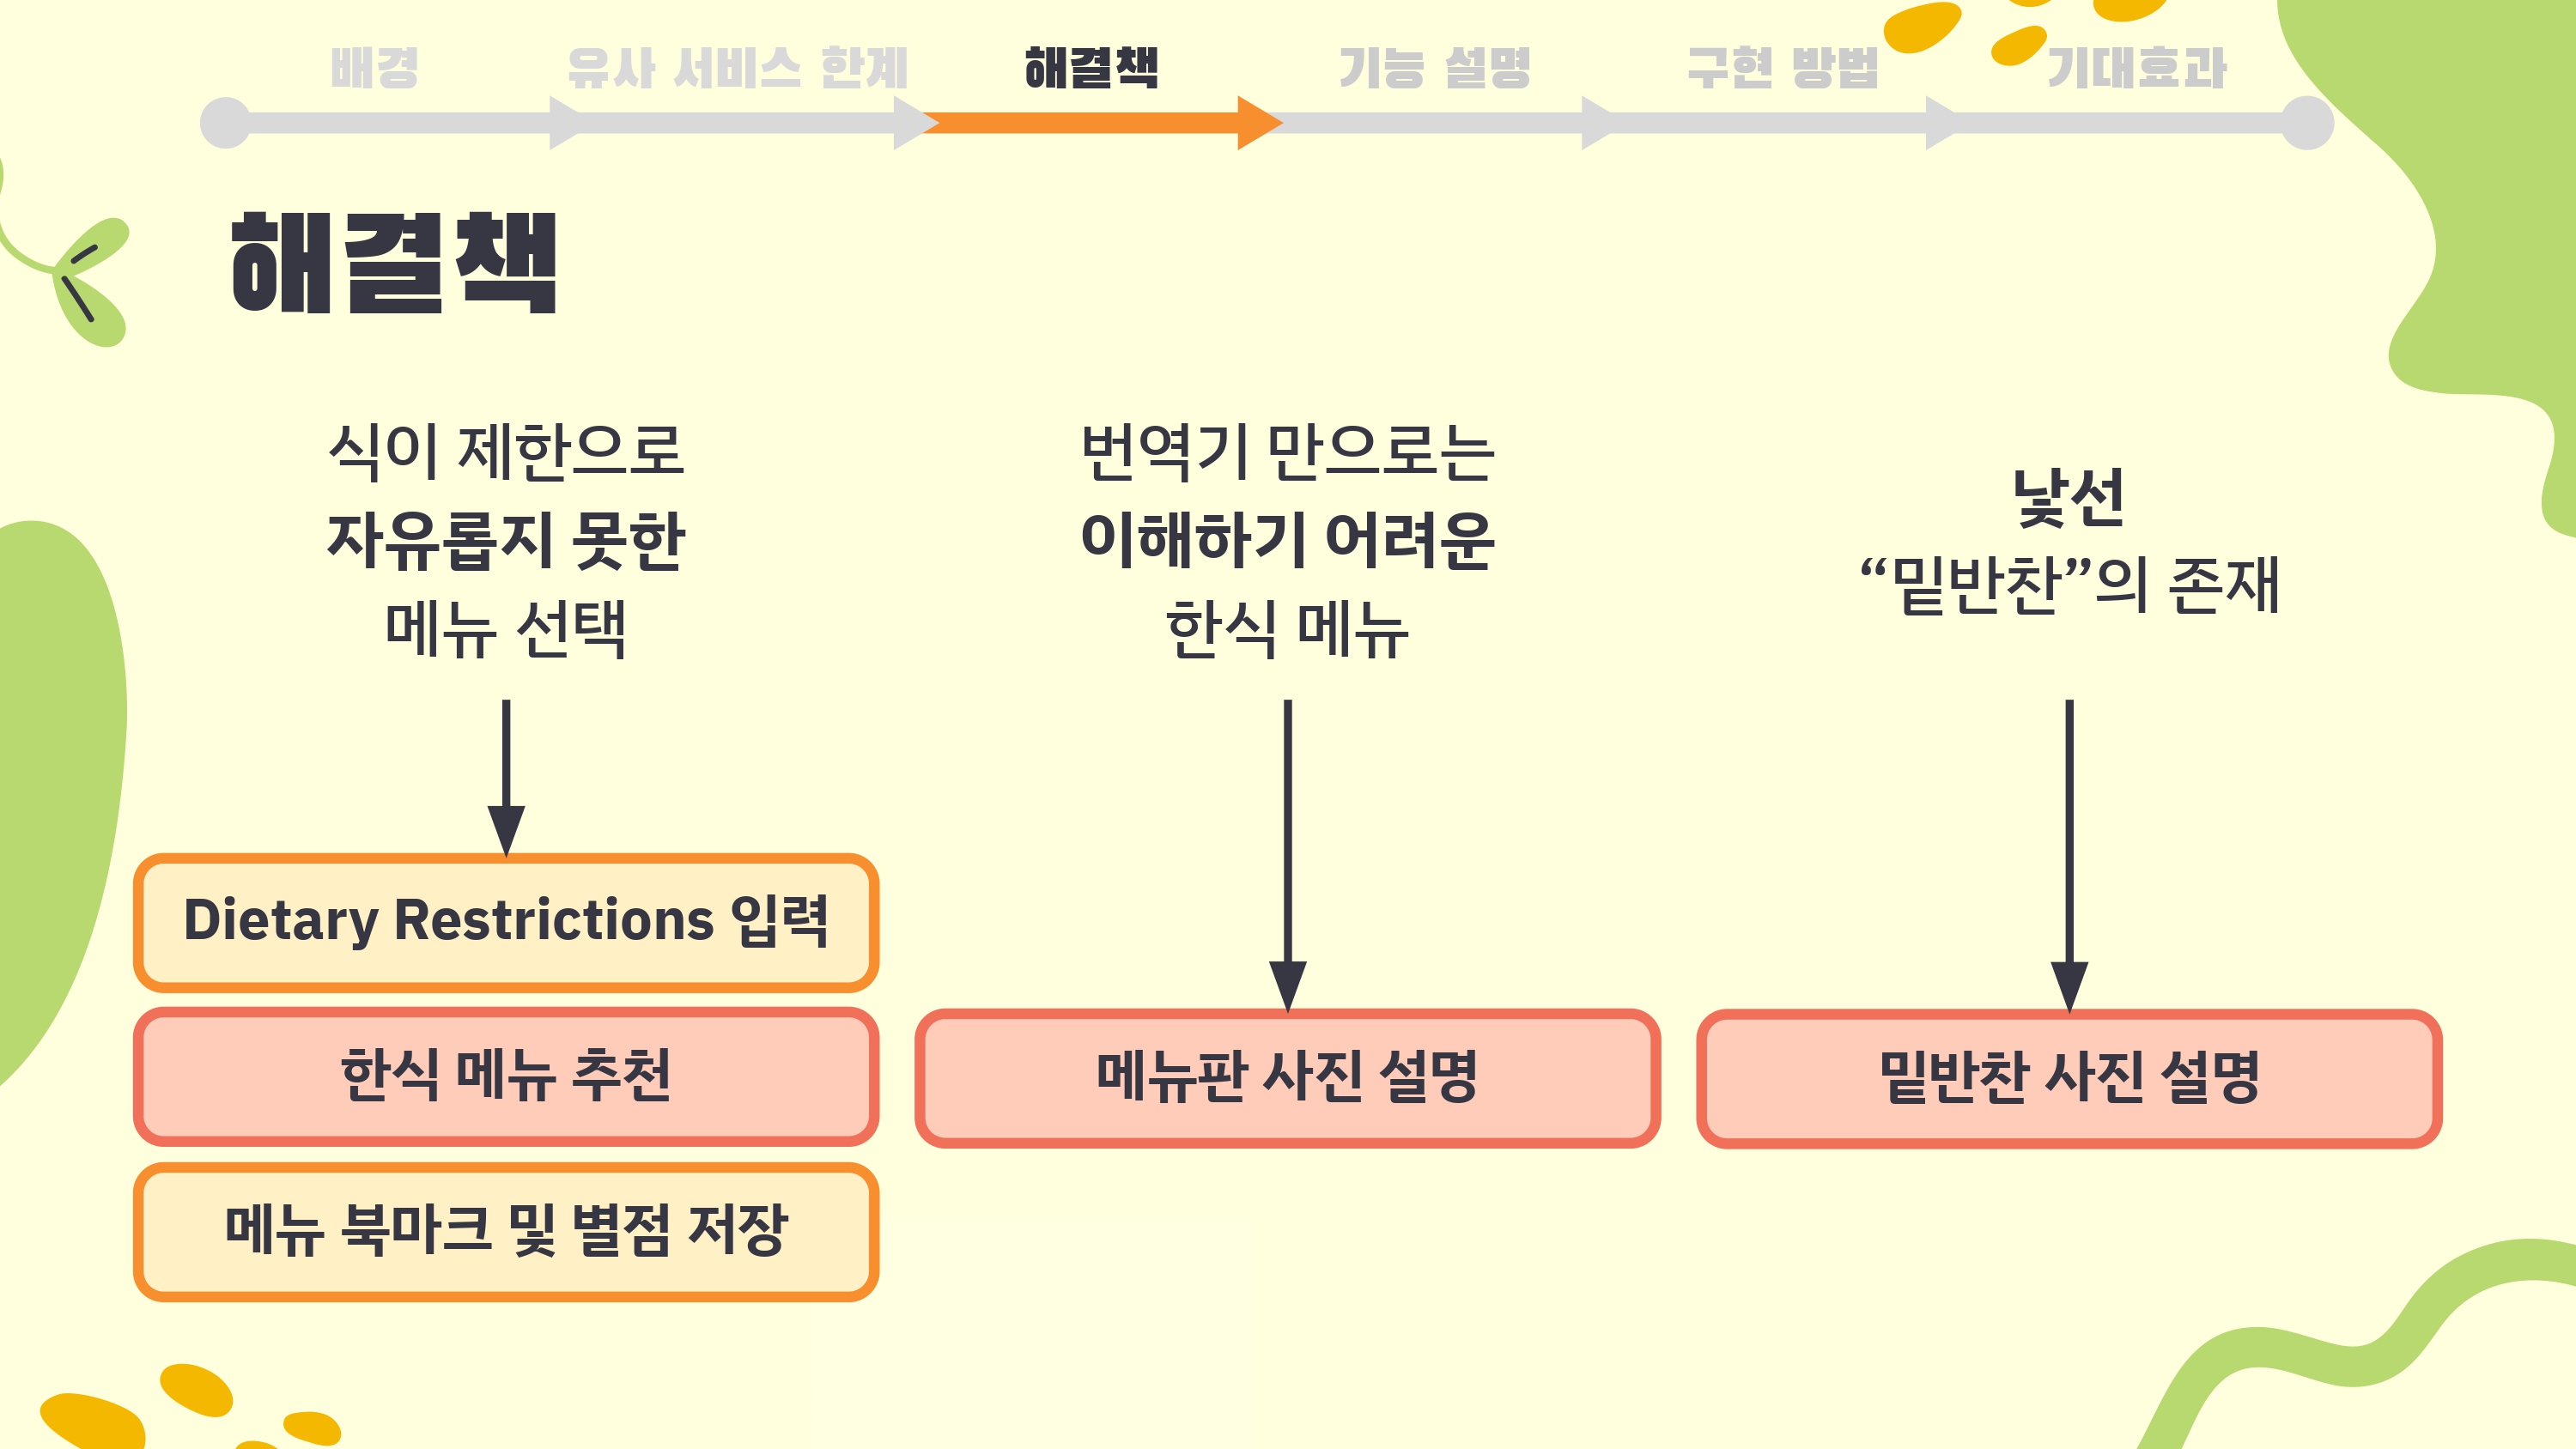 배경
유사 서비스 한계
해결책
기능 설명
구현 방법
기대효과
해결책
식이 제한으로
자유롭지 못한
메뉴 선택
번역기 만으로는
이해하기 어려운
한식 메뉴
낯선
“밑반찬”의 존재
Dietary Restrictions 입력
한식 메뉴 추천
메뉴 북마크 및 별점 저장
메뉴판 사진 설명
밑반찬 사진 설명